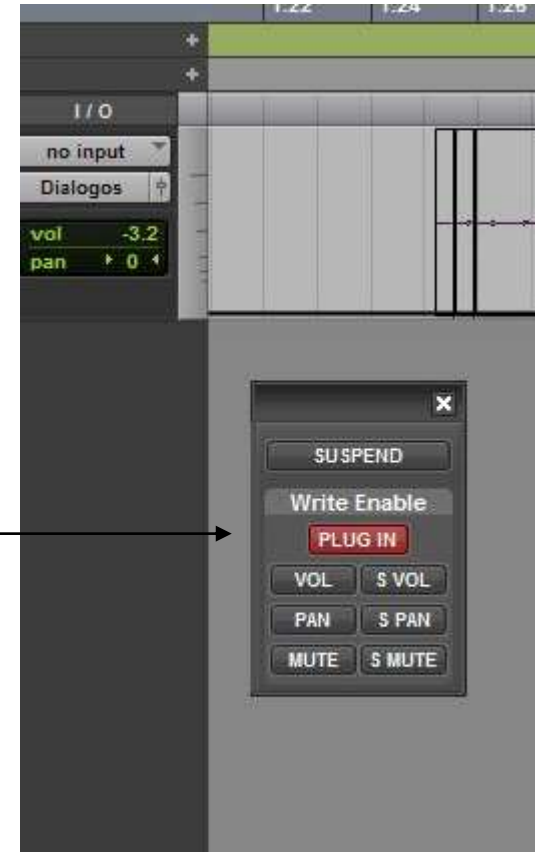 1:22 1:24 1:26
+
+
I / O
no input
Dialogos
vol -3.2
pan 0
SUSPEND
Write Enable
PLUG IN
VOL S VOL
PAN S PAN
MUTE S MUTE